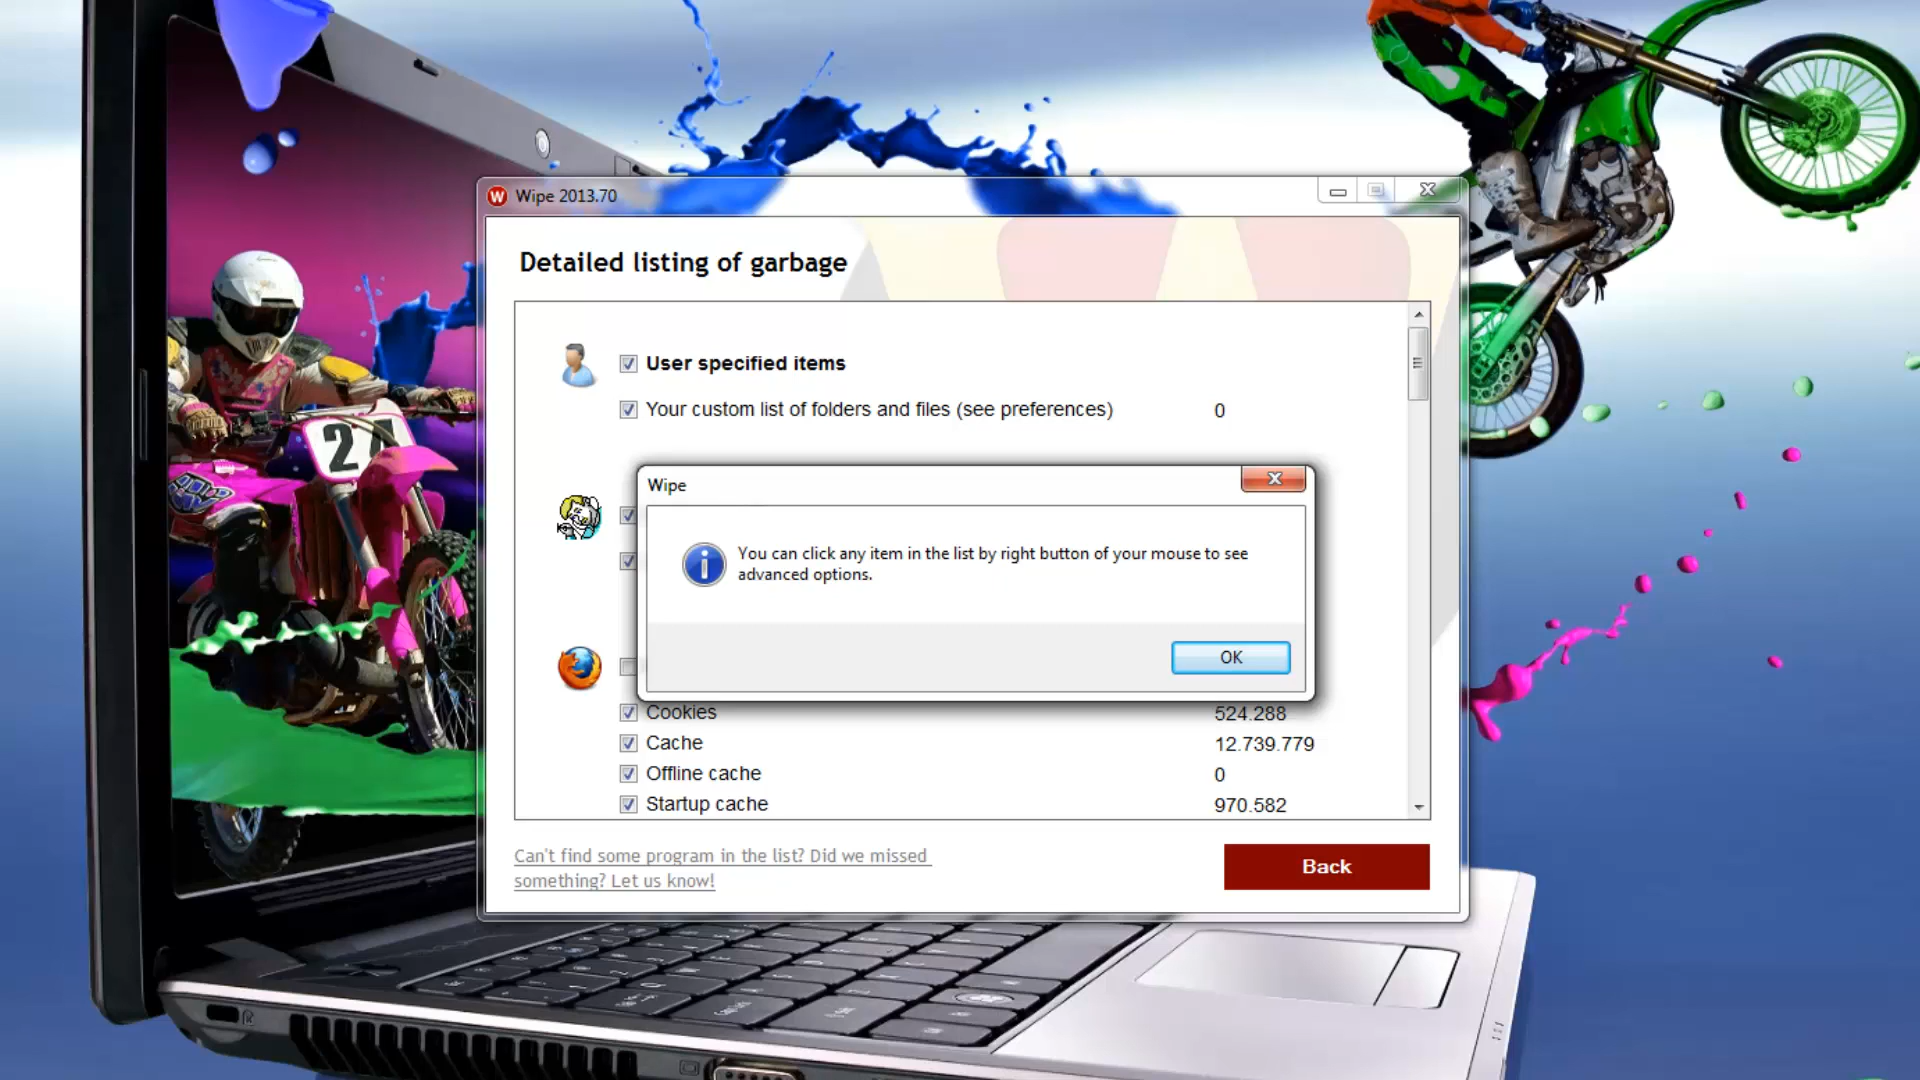 W Wipe 2013.70
Detailed listing of garbage
User specified items
Your custom list of folders and files (see preferences) 0
Wipe
You can click any item in the list by right button of your mouse to see
advanced options.
OK
Cookies 524.288
Cache 12.739.779
Offline cache 0
Startup cache 970.582
Can't find some program in the list? Did we missed
something? Let us know!
Back